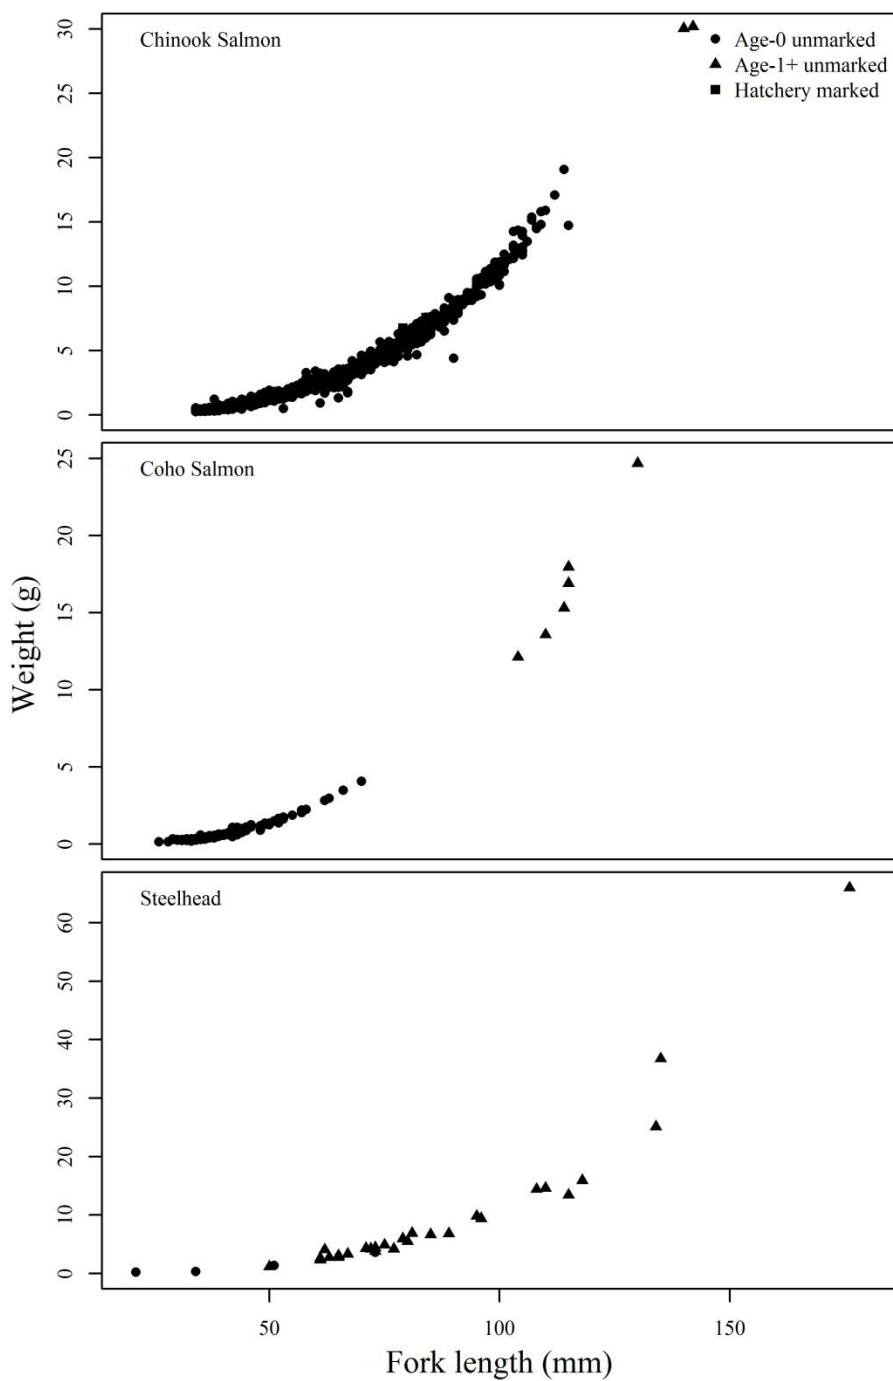 Chinook Salmon
Age-0 unmarked
Age-1+ unmarked
Hatchery marked
30
25
20
15
10
5
0
Coho Salmon
25
20
15
10
5
0
Weight (g)
Steelhead
60
50
40
30
20
10
0
50 100 150
Fork length (mm)